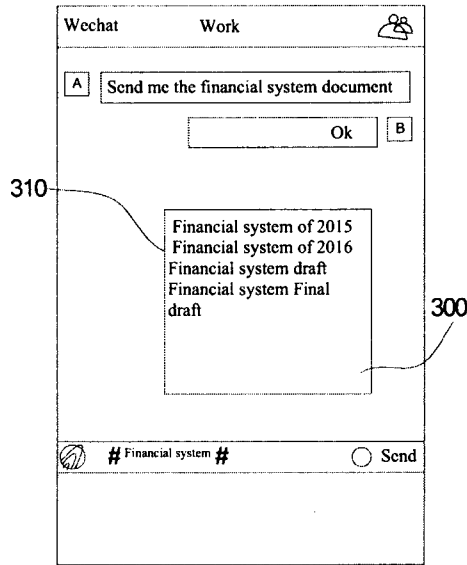 Wechat Work
A Send me the financial system document
Ok B
310
Financial system of 2015
Financial system of 2016
Financial system draft
Financial system Final
draft
300
# Financial system # Send